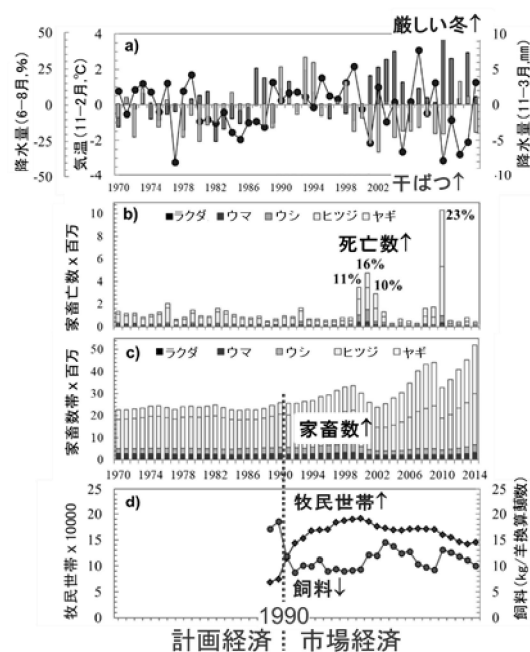 厳しい冬↑
a)
降水量(6–8月,%)
気温(11–2月,℃)
降水量(11–3月,mm)
50
25
0
-25
-50
4
2
0
-2
-4
10
5
0
-5
-10
1970 1974 1978 1982 1986 1990 1994 1998 2002
干ばつ↑
b)
■ラクダ ■ウマ ■ウシ □ヒツジ □ヤギ
家畜亡数 x 百万
10
8
6
4
2
0
死亡数↑
11%
16%
10%
23%
c)
■ラクダ ■ウマ ■ウシ □ヒツジ □ヤギ
家畜数帯 x 百万
50
40
30
20
10
0
家畜数↑
1970 1974 1978 1982 1986 1990 1994 1998 2002 2006 2010 2014
d)
牧民世帯 x 10000
飼料(kg/羊換算頭数)
25
20
15
10
5
0
25
20
15
10
5
0
牧民世帯↑
飼料↓
1990
計画経済 市場経済